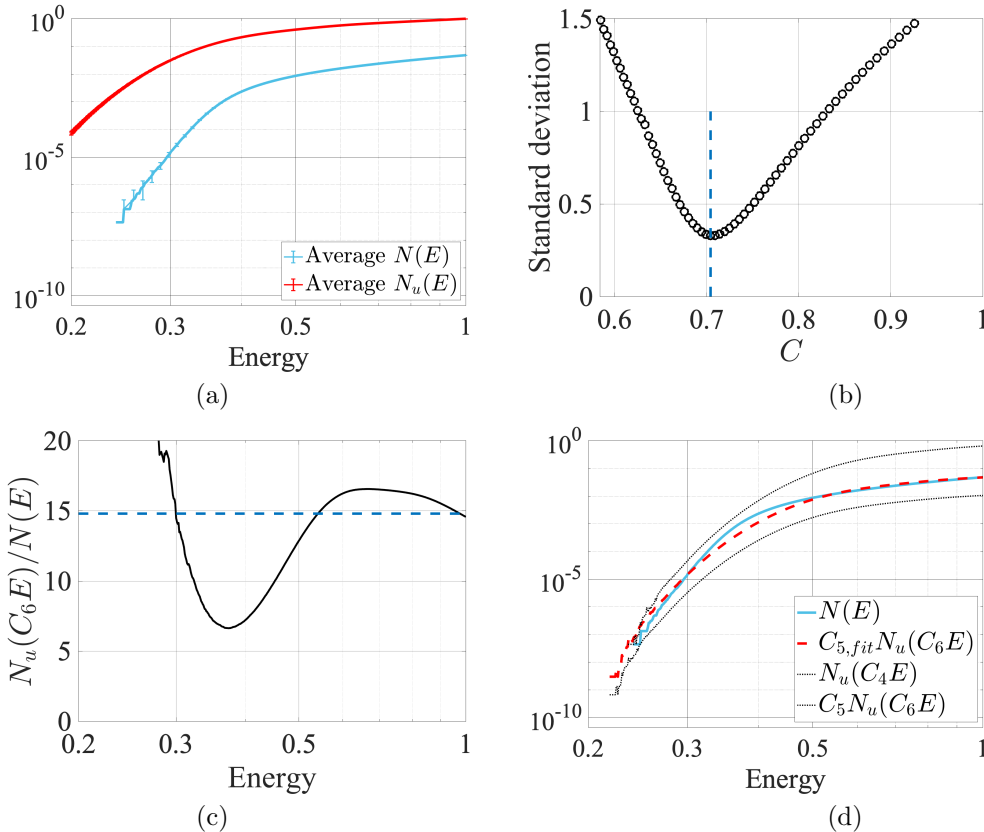 10^0
10^{-5}
10^{-10}
0.2 0.3 0.5 1
Energy
Average N(E)
Average N_u(E)
(a)
1.5
1
0.5
0
0.6 0.7 0.8 0.9 1
Standard deviation
C
(b)
20
15
10
5
0
0.2 0.3 0.5 1
N_u(C_6E)/N(E)
Energy
(c)
10^0
10^{-5}
10^{-10}
0.2 0.3 0.5 1
Energy
N(E)
C_{5,fit}N_u(C_6E)
N_u(C_4E)
C_5N_u(C_6E)
(d)